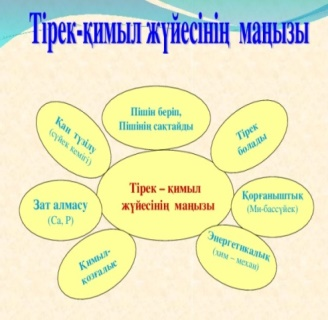 Тірек-қимыл жүйесінің маңызы
Пішін беріп,
Пішінің сақтайды
Тірек
болады
Қорғаныштық
(Ми-бассүйек)
Энергетикалық
(хим – механ)
Қимыл-
қозғалыс
Зат алмасу
(Са, Р)
Қан түзілу
(сүйек кемігі)
Тірек – қимыл
жүйесінің маңызы